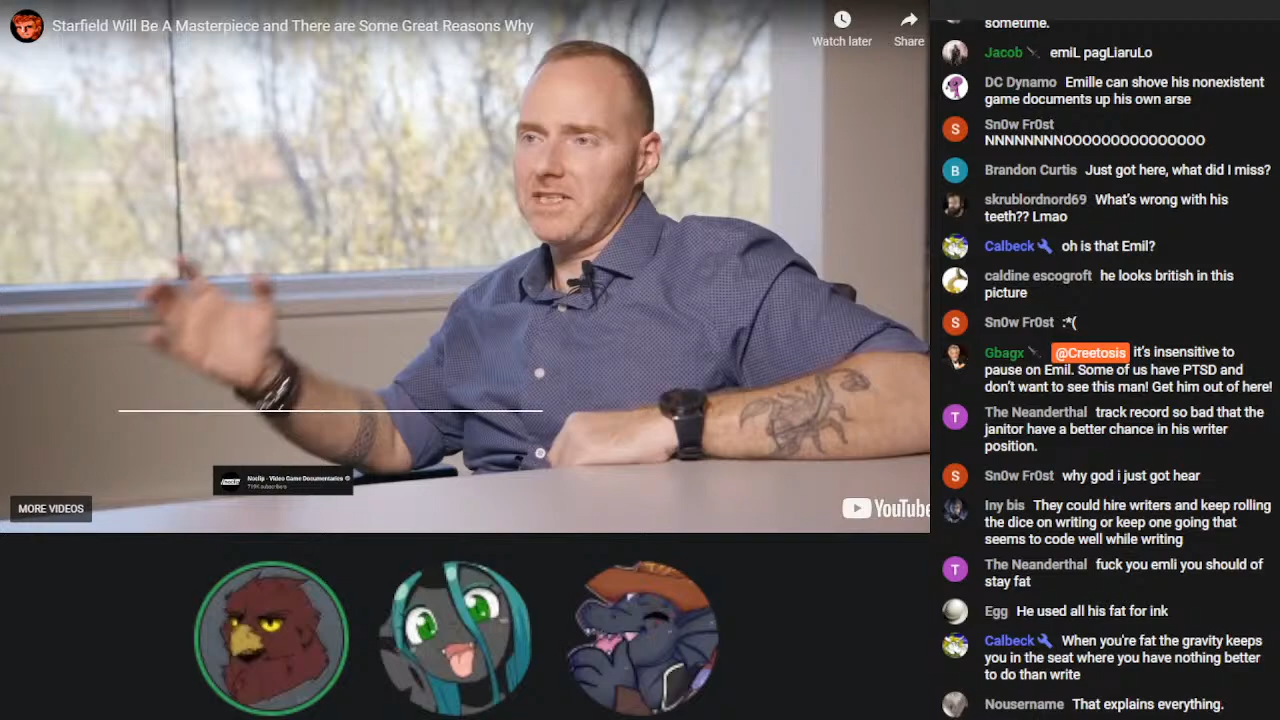 Starfield Will Be A Masterpiece and There are Some Great Reasons Why
Watch later
Share
noclip
Noclip - Video Game Documentaries
MORE VIDEOS
YouTube
sometime.
Jacob emiL pagLiaruLo
DC Dynamo Emille can shove his nonexistent
game documents up his own arse
S
Sn0w Fr0st
NNNNNNNNOOOOOOOOOOOOOOO
B
Brandon Curtis Just got here, what did I miss?
skrublordnord69 What's wrong with his
teeth?? Lmao
Calbeck oh is that Emil?
caldine escogroft he looks british in this
picture
S
Sn0w Fr0st :*(
Gbagx @Creetosis it's insensitive to
pause on Emil. Some of us have PTSD and
don't want to see this man! Get him out of here!
T
The Neanderthal track record so bad that the
janitor have a better chance in his writer
position.
S
Sn0w Fr0st why god i just got hear
Iny bis They could hire writers and keep rolling
the dice on writing or keep one going that
seems to code well while writing
T
The Neanderthal fuck you emli you should of
stay fat
Egg He used all his fat for ink
Calbeck When you're fat the gravity keeps
you in the seat where you have nothing better
to do than write
Nousername That explains everything.